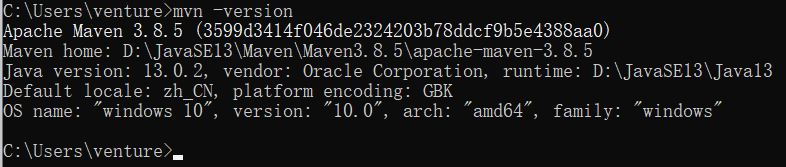 C:\Users\venture>mvn -version
Apache Maven 3.8.5 (3599d3414f046de2324203b78ddcf9b5e4388aa0)
Maven home: D:\JavaSE13\Maven\Maven3.8.5\apache-maven-3.8.5
Java version: 13.0.2, vendor: Oracle Corporation, runtime: D:\JavaSE13\Java13
Default locale: zh_CN, platform encoding: GBK
OS name: "windows 10", version: "10.0", arch: "amd64", family: "windows"
C:\Users\venture>